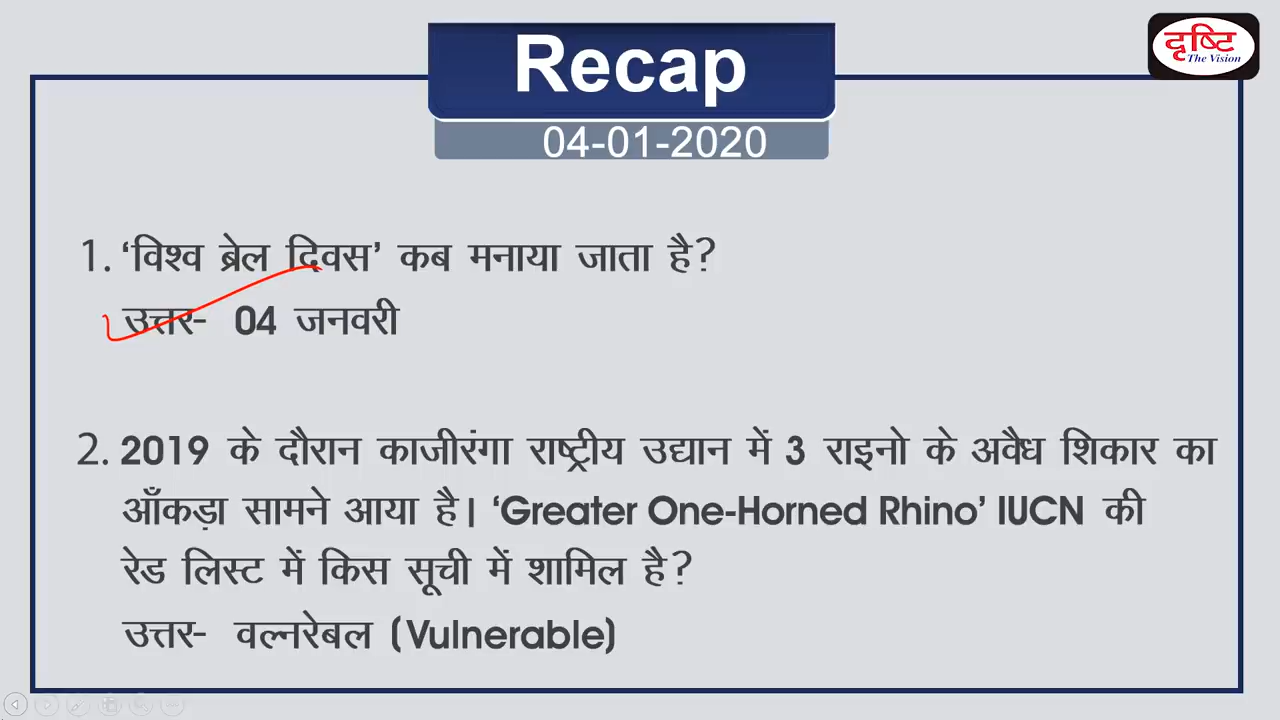 दृष्टि
The Vision
Recap
04-01-2020
1. ‘विश्व ब्रेल दिवस’ कब मनाया जाता है?
उत्तर- 04 जनवरी
2. 2019 के दौरान काजीरंगा राष्ट्रीय उद्यान में 3 राइनो के अवैध शिकार का
आँकड़ा सामने आया है। ‘Greater One-Horned Rhino’ IUCN की
रेड लिस्ट में किस सूची में शामिल है?
उत्तर- वल्नरेबल (Vulnerable)